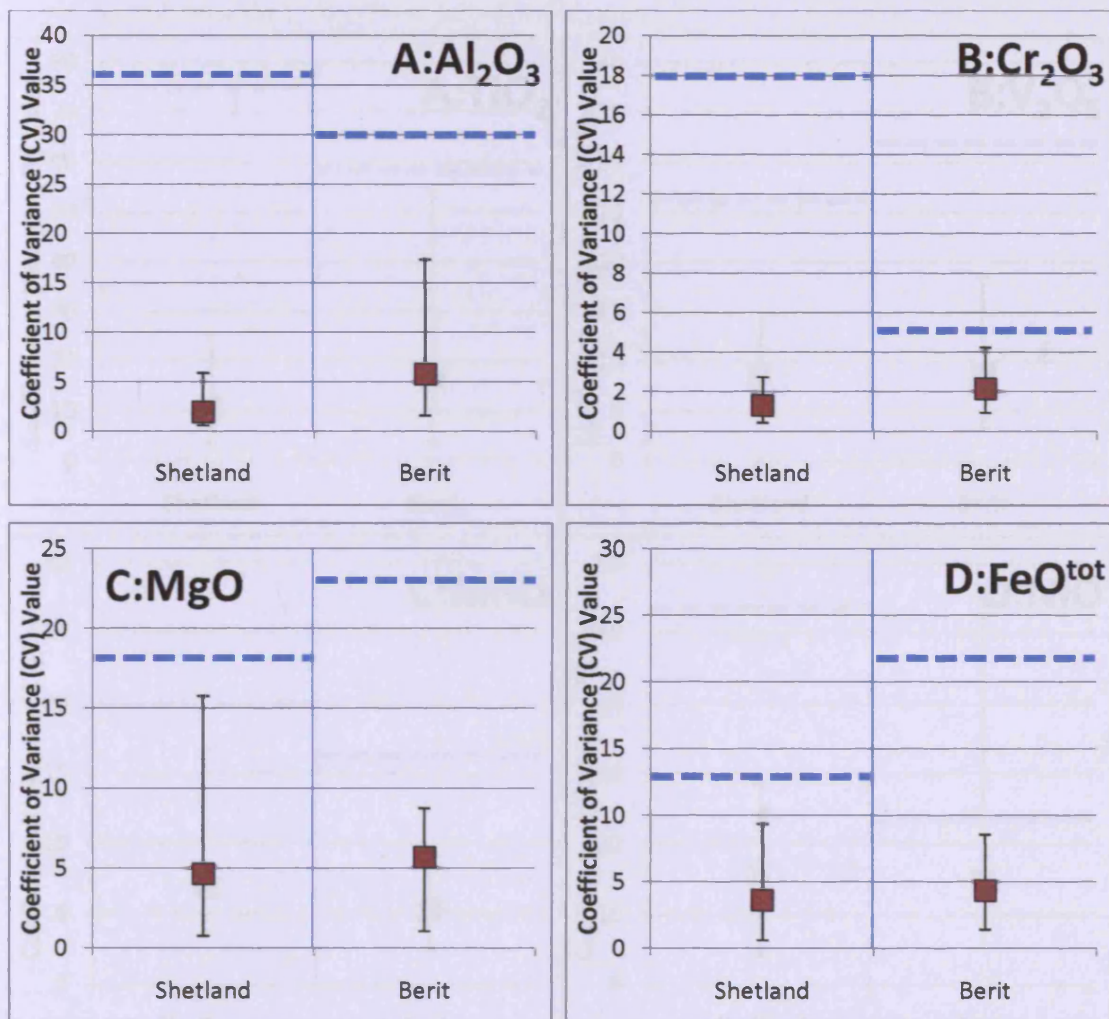 A:Al₂O₃
Coefficient of Variance (CV) Value
40
35
30
25
20
15
10
5
0
Shetland Berit
B:Cr₂O₃
Coefficient of Variance (CV) Value
20
18
16
14
12
10
8
6
4
2
0
Shetland Berit
C:MgO
Coefficient of Variance (CV) Value
25
20
15
10
5
0
Shetland Berit
D:FeOᵗᵒᵗ
Coefficient of Variance (CV) Value
30
25
20
15
10
5
0
Shetland Berit